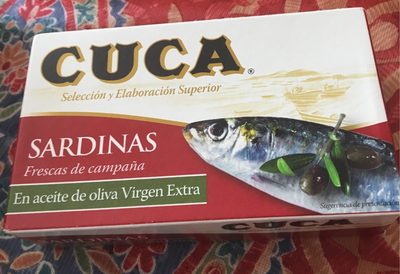 CUCA®
Selección y Elaboración Superior
SARDINAS
Frescas de campaña
En aceite de oliva Virgen Extra
Sugerencia de presentación
CUCA